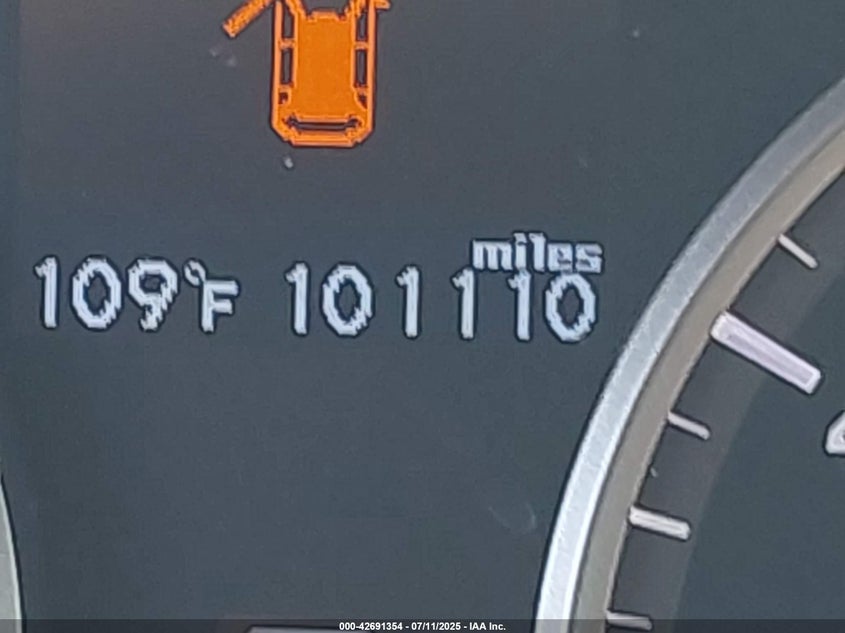 miles
109°F 101110
000-42691354 - 07/11/2025 - IAA Inc.